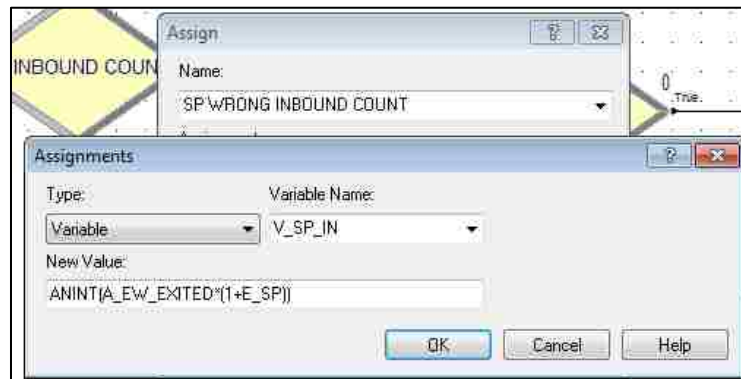 Assign
INBOUND COUN
Name:
0
SP WRONG INBOUND COUNT
True
Assignments
Type:
Variable Name:
Variable
V_SP_IN
New Value:
ANINT(A_EW_EXITED*(1+E_SP))
OK
Cancel
Help